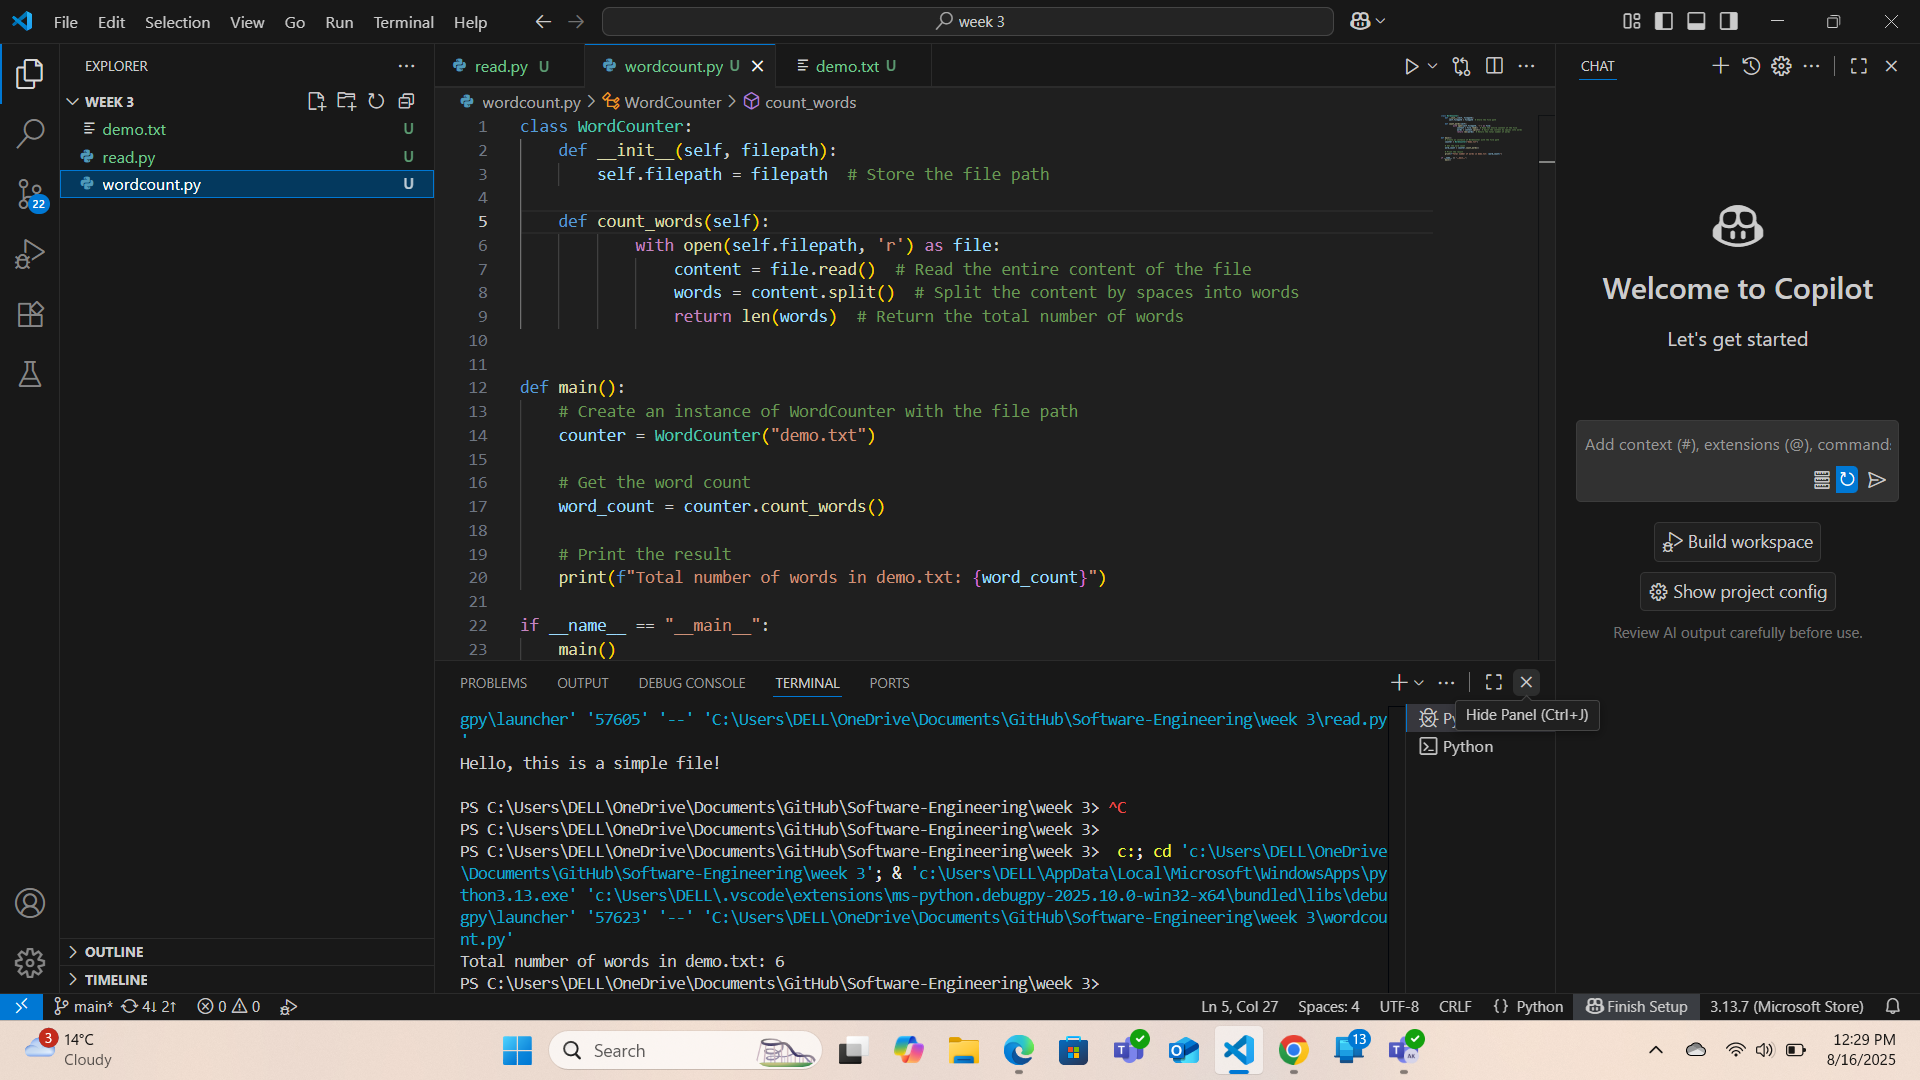 File Edit Selection View Go Run Terminal Help
week 3
EXPLORER
WEEK 3
demo.txt U
read.py U
wordcount.py U
22
OUTLINE
TIMELINE
read.py U
wordcount.py U
demo.txt U
wordcount.py > WordCounter > count_words
1 class WordCounter:
2 def __init__(self, filepath):
3 self.filepath = filepath # Store the file path
4
5 def count_words(self):
6 with open(self.filepath, 'r') as file:
7 content = file.read() # Read the entire content of the file
8 words = content.split() # Split the content by spaces into words
9 return len(words) # Return the total number of words
10
11
12 def main():
13 # Create an instance of WordCounter with the file path
14 counter = WordCounter("demo.txt")
15
16 # Get the word count
17 word_count = counter.count_words()
18
19 # Print the result
20 print(f"Total number of words in demo.txt: {word_count}")
21
22 if __name__ == "__main__":
23 main()
PROBLEMS OUTPUT DEBUG CONSOLE TERMINAL PORTS
Hide Panel (Ctrl+J)
Py
Python
gpy\launcher' '57605' '--' 'C:\Users\DELL\OneDrive\Documents\GitHub\Software-Engineering\week 3\read.py
'
Hello, this is a simple file!
PS C:\Users\DELL\OneDrive\Documents\GitHub\Software-Engineering\week 3> ^C
PS C:\Users\DELL\OneDrive\Documents\GitHub\Software-Engineering\week 3>
PS C:\Users\DELL\OneDrive\Documents\GitHub\Software-Engineering\week 3> c:; cd 'c:\Users\DELL\OneDrive
\Documents\GitHub\Software-Engineering\week 3'; & 'c:\Users\DELL\AppData\Local\Microsoft\WindowsApps\py
thon3.13.exe' 'c:\Users\DELL\.vscode\extensions\ms-python.debugpy-2025.10.0-win32-x64\bundled\libs\debu
gpy\launcher' '57623' '--' 'C:\Users\DELL\OneDrive\Documents\GitHub\Software-Engineering\week 3\wordcou
nt.py'
Total number of words in demo.txt: 6
PS C:\Users\DELL\OneDrive\Documents\GitHub\Software-Engineering\week 3>
CHAT
Welcome to Copilot
Let's get started
Add context (#), extensions (@), commands
Build workspace
Show project config
Review AI output carefully before use.
main* 4↓ 2↑ 0 0
Ln 5, Col 27 Spaces: 4 UTF-8 CRLF {} Python Finish Setup 3.13.7 (Microsoft Store)
3
14°C
Cloudy
Search
13
12:29 PM
8/16/2025